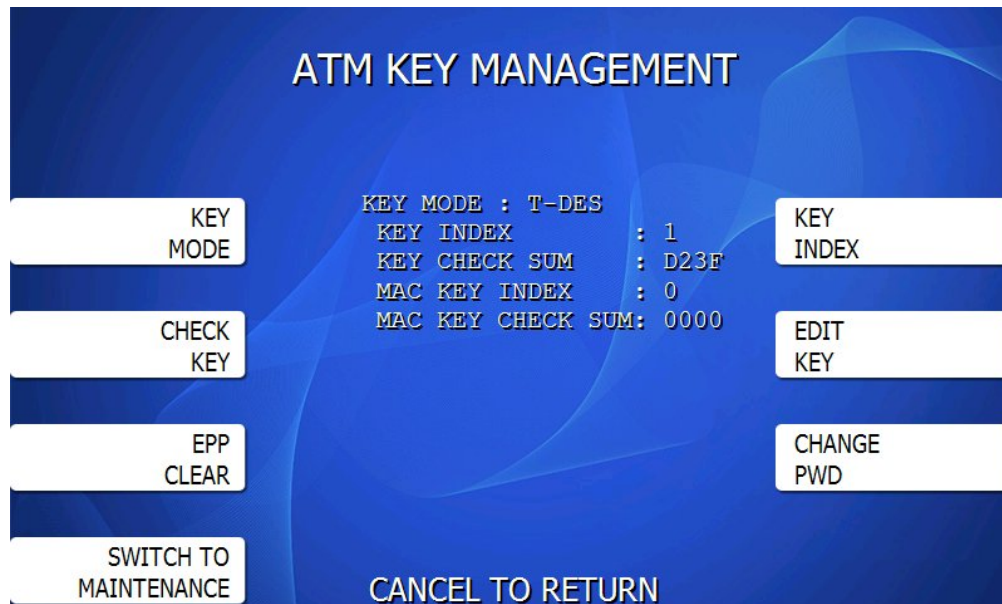 ATM KEY MANAGEMENT
KEY MODE : T-DES
KEY INDEX : 1
KEY CHECK SUM : D23F
MAC KEY INDEX : 0
MAC KEY CHECK SUM: 0000
KEY
MODE
CHECK
KEY
EPP
CLEAR
SWITCH TO
MAINTENANCE
KEY
INDEX
EDIT
KEY
CHANGE
PWD
CANCEL TO RETURN